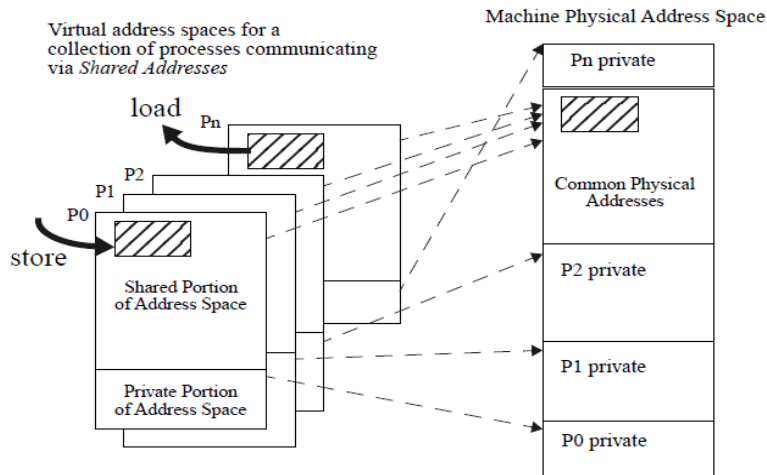 Machine Physical Address Space
Virtual address spaces for a
collection of processes communicating
via Shared Addresses
load
Pn
P2
P1
P0
store
Shared Portion
of Address Space
Private Portion
of Address Space
Pn private
Common Physical
Addresses
P2 private
P1 private
P0 private